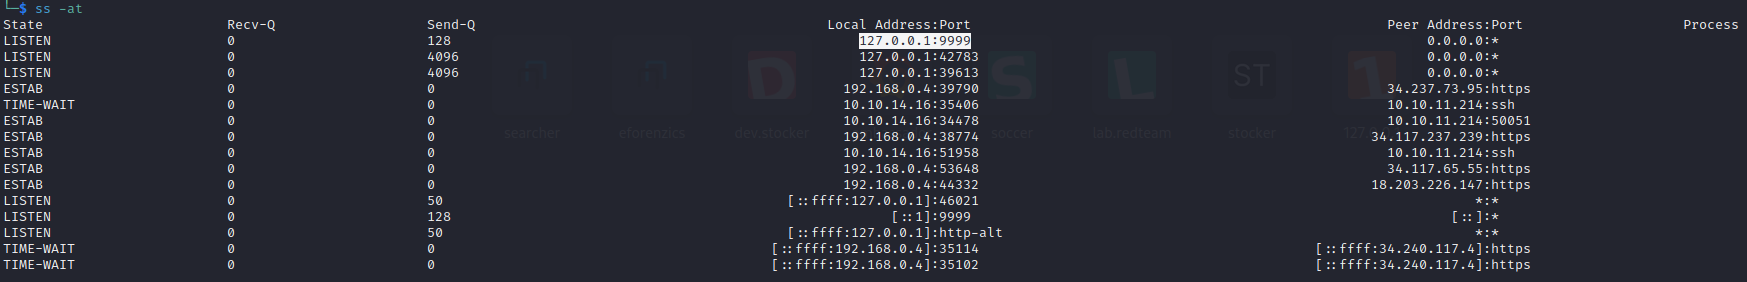 └─$ ss -at
State Recv-Q Send-Q Local Address:Port Peer Address:Port Process
LISTEN 0 128 127.0.0.1:9999 0.0.0.0:*
LISTEN 0 4096 127.0.0.1:42783 0.0.0.0:*
LISTEN 0 4096 127.0.0.1:39613 0.0.0.0:*
ESTAB 0 0 192.168.0.4:39790 34.237.73.95:https
TIME-WAIT 0 0 10.10.14.16:35406 10.10.11.214:ssh
ESTAB 0 0 10.10.14.16:34478 10.10.11.214:50051
ESTAB 0 0 192.168.0.4:38774 34.117.237.239:https
searcher eforenzics dev.stocker soccer lab.redteam stocker
ESTAB 0 0 10.10.14.16:51958 10.10.11.214:ssh
ESTAB 0 0 192.168.0.4:53648 34.117.65.55:https
ESTAB 0 0 192.168.0.4:44332 18.203.226.147:https
LISTEN 0 50 [::ffff:127.0.0.1]:46021 *:*
LISTEN 0 128 [::1]:9999 [::]:*
LISTEN 0 50 [::ffff:127.0.0.1]:http-alt *:*
TIME-WAIT 0 0 [::ffff:192.168.0.4]:35114 [::ffff:34.240.117.4]:https
TIME-WAIT 0 0 [::ffff:192.168.0.4]:35102 [::ffff:34.240.117.4]:https